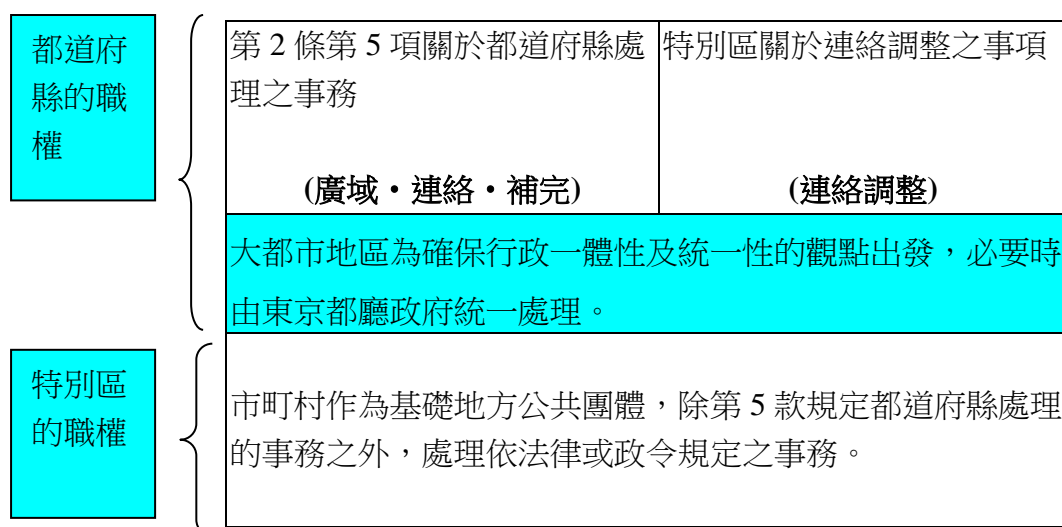 都道府
縣的職
權
第 2 條第 5 項關於都道府縣處
理之事務
(廣域・連絡・補完)
特別區關於連絡調整之事項
(連絡調整)
大都市地區為確保行政一體性及統一性的觀點出發，必要時
由東京都廳政府統一處理。
特別區
的職權
市町村作為基礎地方公共團體，除第 5 款規定都道府縣處理
的事務之外，處理依法律或政令規定之事務。